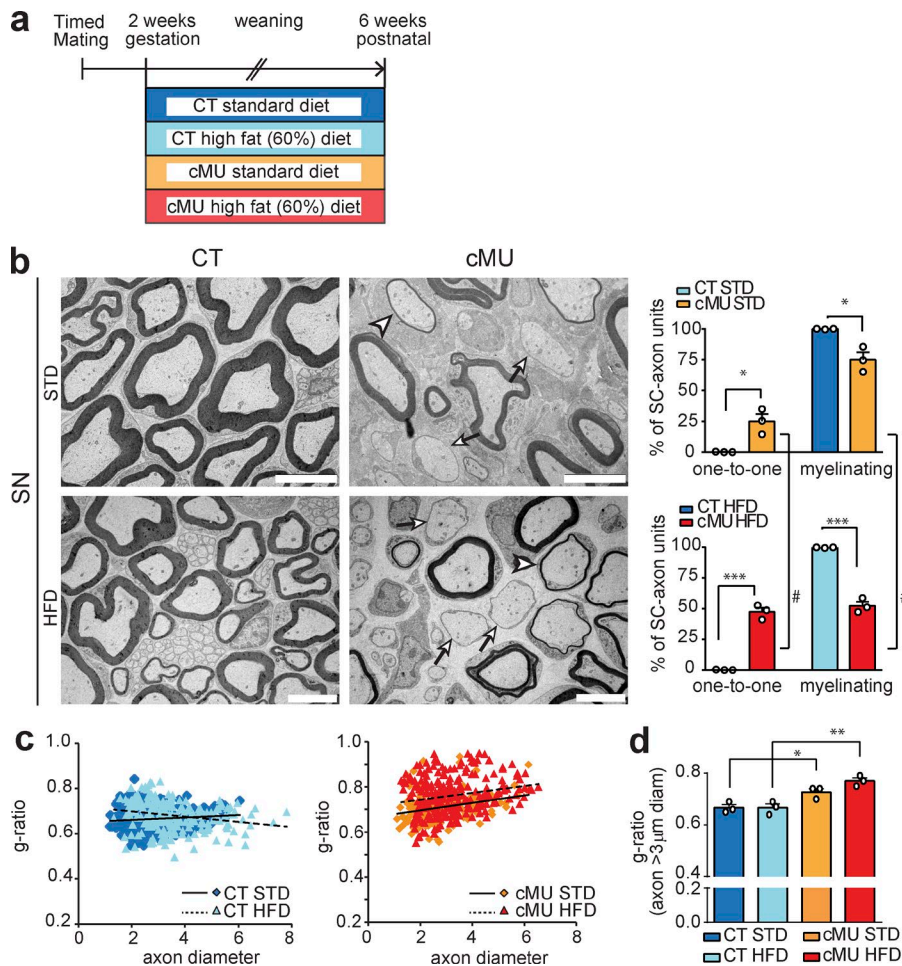 a
Timed
Mating
2 weeks
gestation
weaning
6 weeks
postnatal
CT standard diet
CT high fat (60%) diet
cMU standard diet
cMU high fat (60%) diet
b
CT
cMU
SN
STD
HFD
CT STD
cMU STD
% of SC-axon units
100
75
50
25
0
*
*
one-to-one
myelinating
CT HFD
cMU HFD
% of SC-axon units
100
75
50
25
0
***
***
#
one-to-one
myelinating
c
g-ratio
1.0
0.8
0.6
0.4
0.2
0
2
4
6
8
axon diameter
CT STD
CT HFD
g-ratio
1.0
0.8
0.6
0.4
0.2
0
2
4
6
8
axon diameter
cMU STD
cMU HFD
d
g-ratio
(axon >3μm diam)
0.8
0.6
0.4
0.2
0.0
*
**
CT STD
cMU STD
CT HFD
cMU HFD